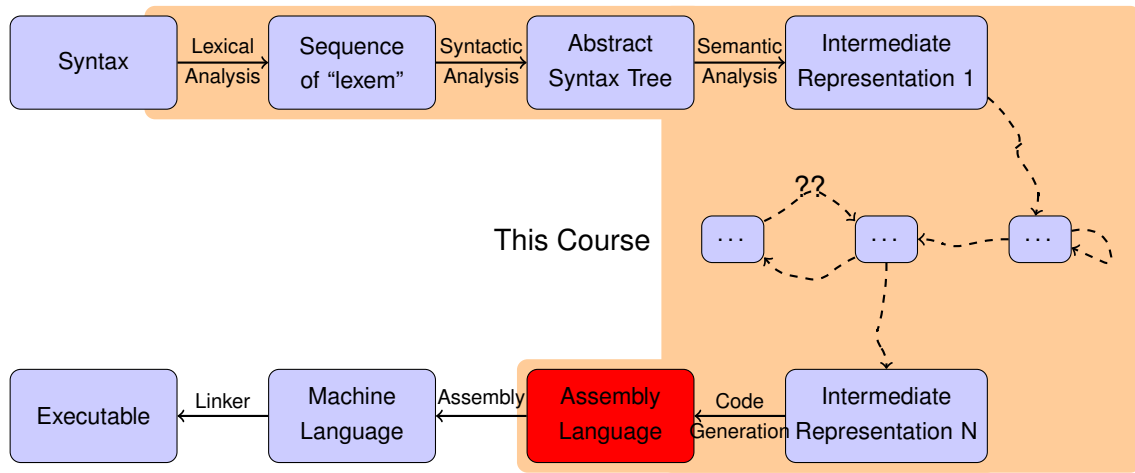 Syntax
Lexical
Analysis
Sequence
of “lexem”
Syntactic
Analysis
Abstract
Syntax Tree
Semantic
Analysis
Intermediate
Representation 1
??
···
···
···
This Course
Executable
Linker
Machine
Language
Assembly
Assembly
Language
Code
Generation
Intermediate
Representation N